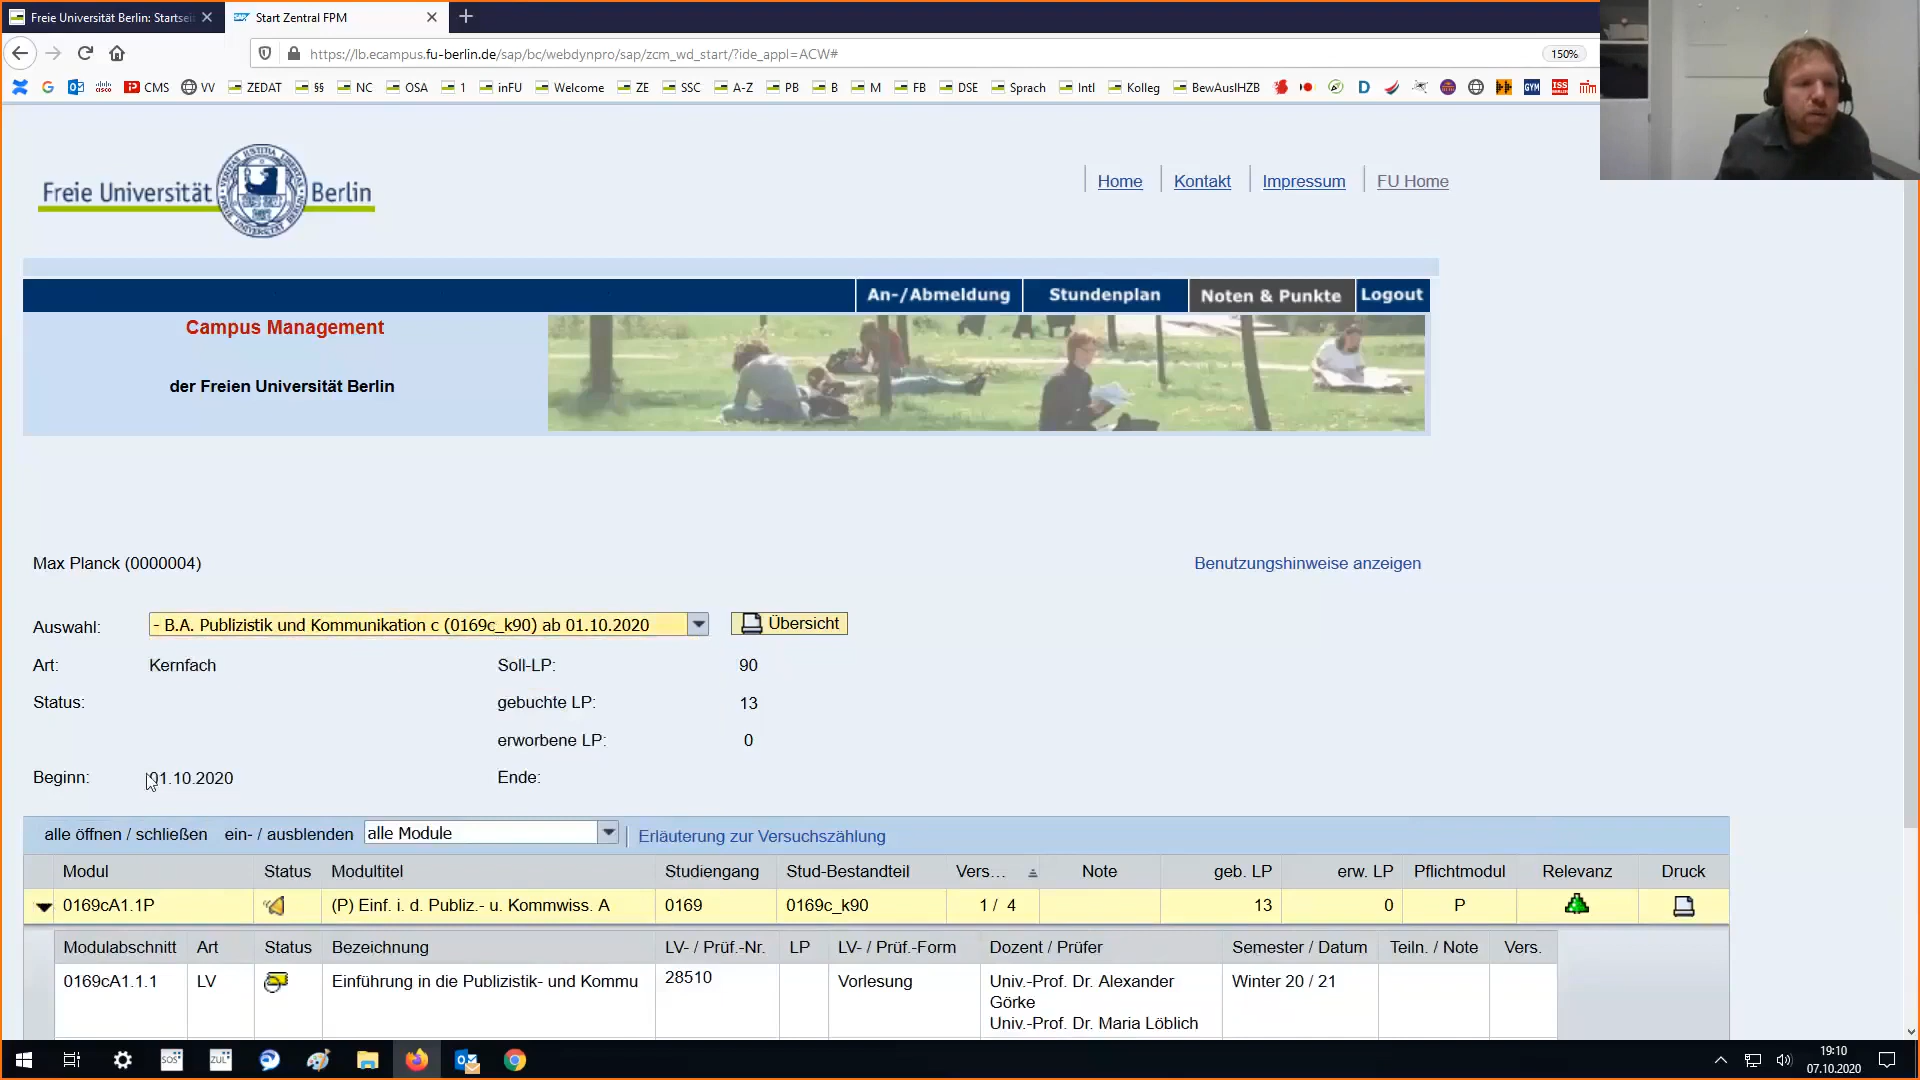 Freie Universität Berlin: Startsei
Start Zentral FPM
https://lb.ecampus.fu-berlin.de/sap/bc/webdynpro/sap/zcm_wd_start/?ide_appl=ACW#
150%
CMS VV ZEDAT §§ NC OSA 1 inFU Welcome ZE SSC A-Z PB B M FB DSE Sprach Intl Kolleg BewAuslHZB
Freie Universität Berlin
Home Kontakt Impressum FU Home
An-/Abmeldung Stundenplan Noten & Punkte Logout
Campus Management
der Freien Universität Berlin
Max Planck (0000004) Benutzungshinweise anzeigen
Auswahl: - B.A. Publizistik und Kommunikation c (0169c_k90) ab 01.10.2020 Übersicht
Art: Kernfach Soll-LP: 90
Status: gebuchte LP: 13
erworbene LP: 0
Beginn: 01.10.2020 Ende:
alle öffnen / schließen ein- / ausblenden alle Module Erläuterung zur Versuchszählung
Modul Status Modultitel Studiengang Stud-Bestandteil Vers... Note geb. LP erw. LP Pflichtmodul Relevanz Druck
0169cA1.1P (P) Einf. i. d. Publiz.- u. Kommwiss. A 0169 0169c_k90 1 / 4 13 0 P
Modulabschnitt Art Status Bezeichnung LV- / Prüf.-Nr. LP LV- / Prüf.-Form Dozent / Prüfer Semester / Datum Teiln. / Note Vers.
0169cA1.1.1 LV Einführung in die Publizistik- und Kommu 28510 Vorlesung Univ.-Prof. Dr. Alexander Winter 20 / 21
Görke
Univ.-Prof. Dr. Maria Löblich
19:10
07.10.2020